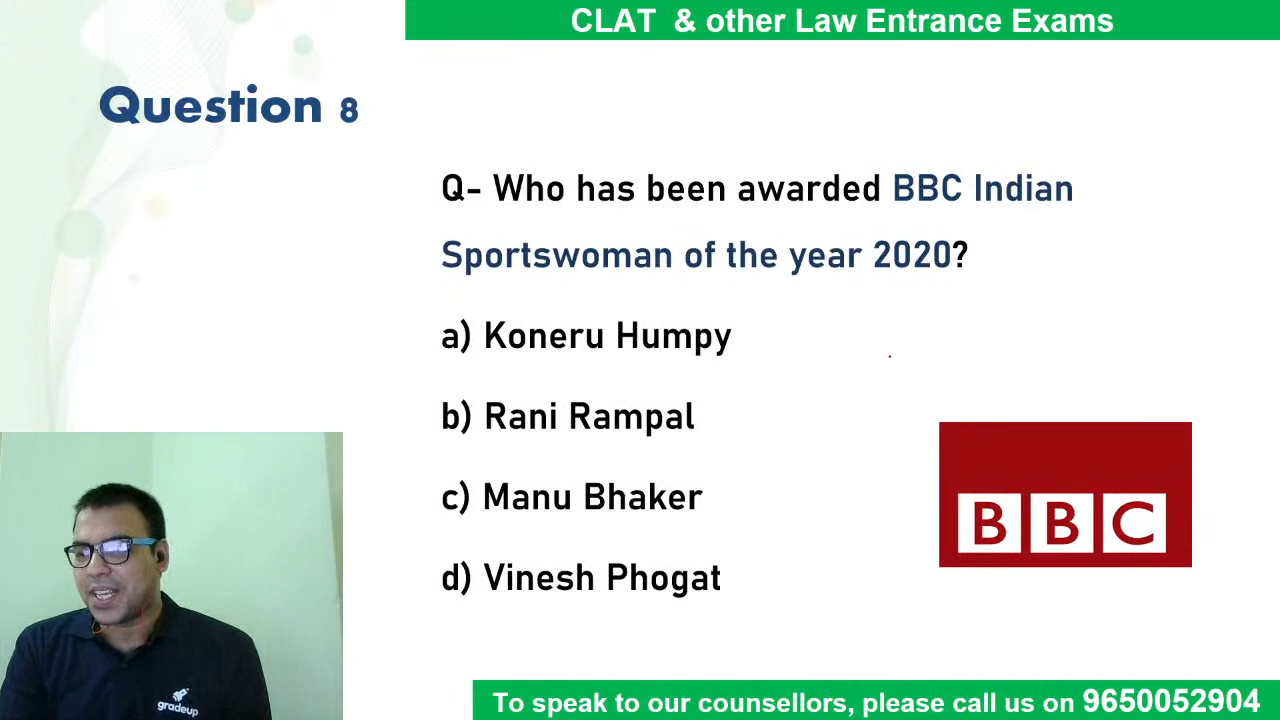 CLAT & other Law Entrance Exams
Question 8
Q- Who has been awarded BBC Indian
Sportswoman of the year 2020?
a) Koneru Humpy
b) Rani Rampal
c) Manu Bhaker
d) Vinesh Phogat
BBC
gradeup
To speak to our counsellors, please call us on 9650052904